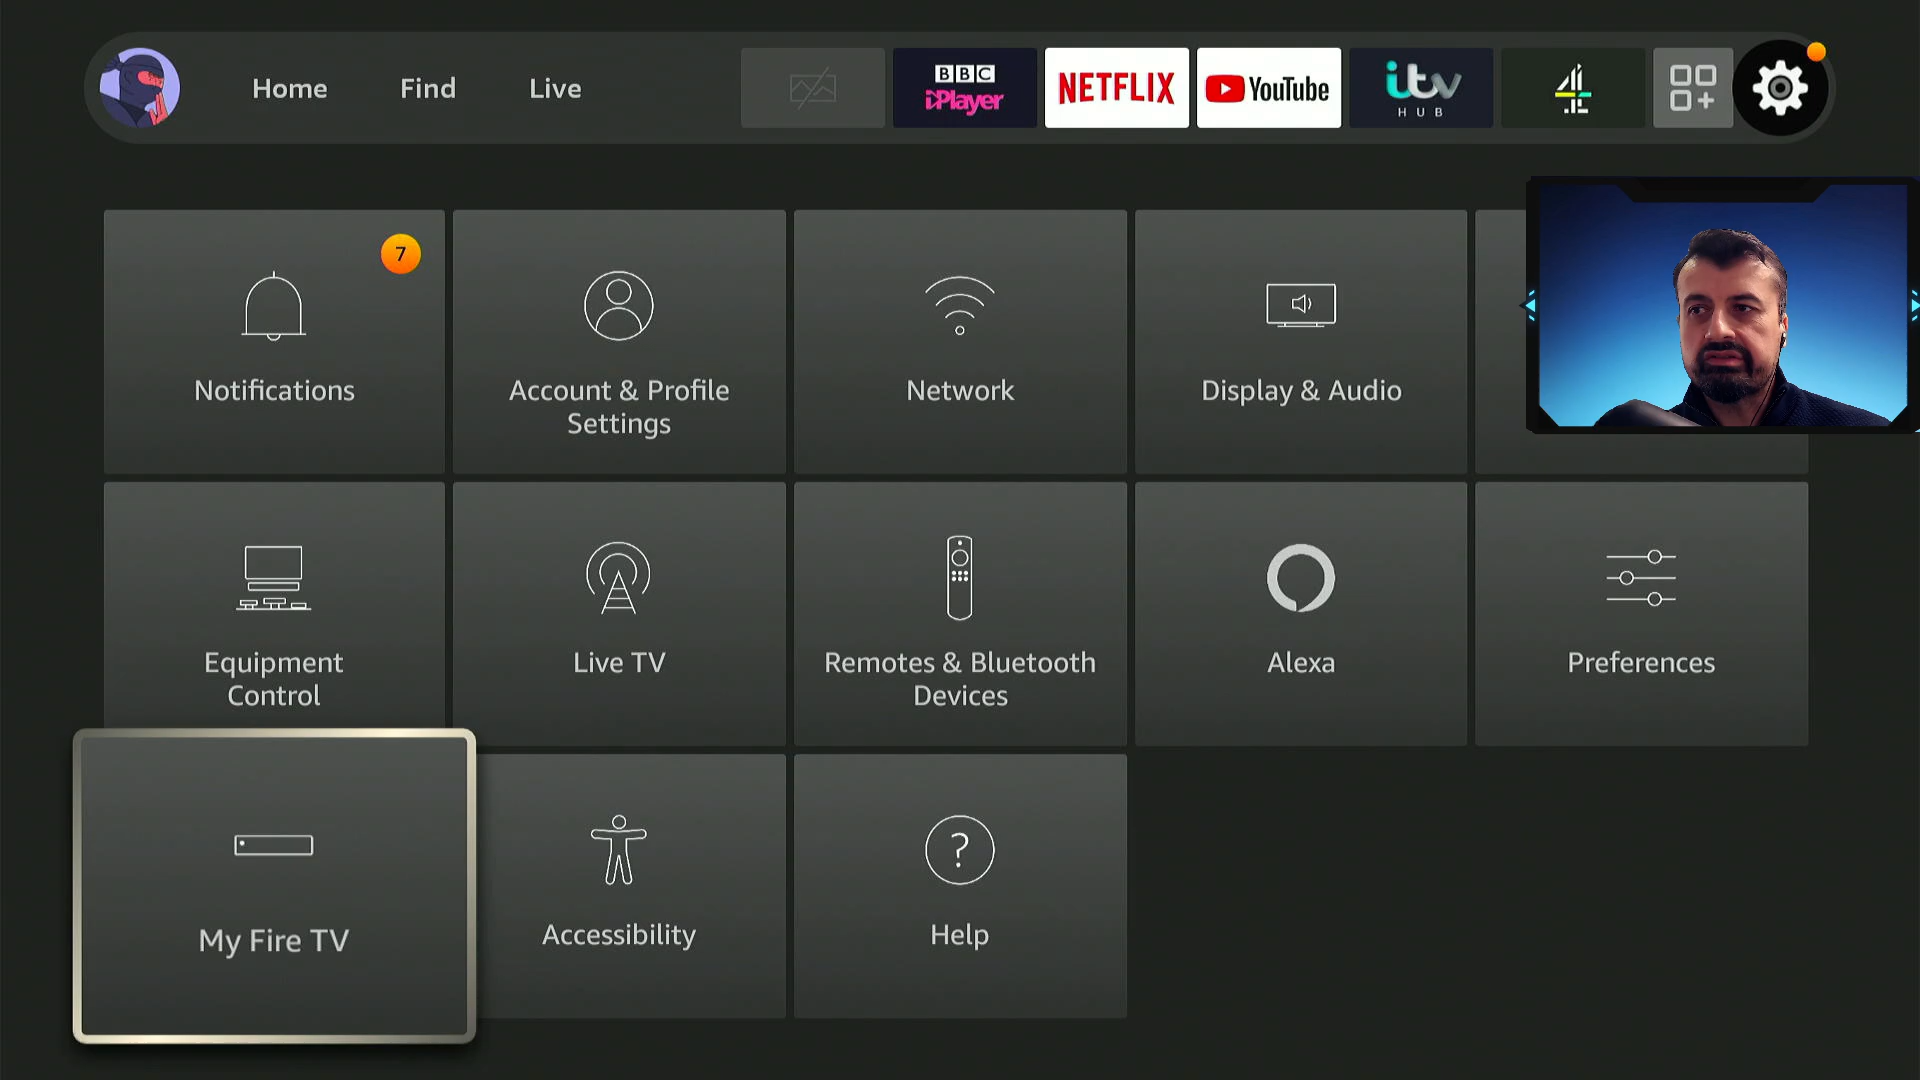 Home
Find
Live
BBC
iPlayer
NETFLIX
YouTube
itv
HUB
4
7
Notifications
Account & Profile
Settings
Network
Display & Audio
Equipment
Control
Live TV
Remotes & Bluetooth
Devices
Alexa
Preferences
My Fire TV
Accessibility
?
Help